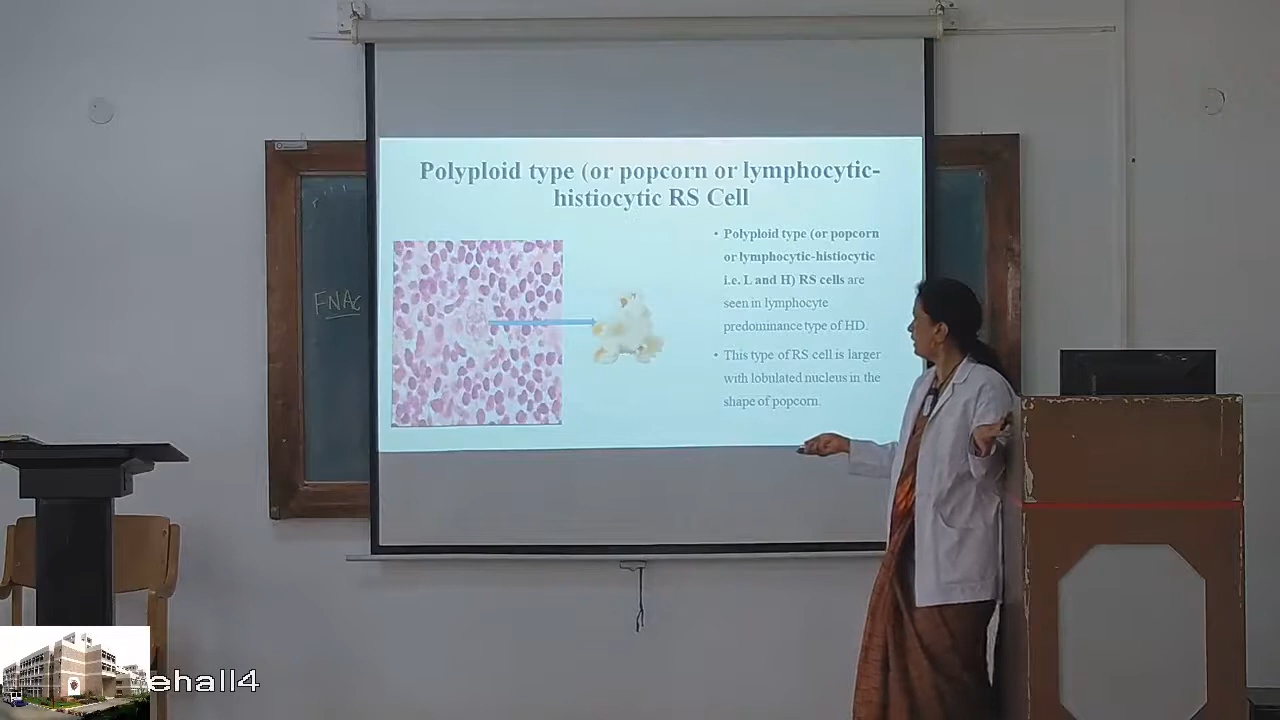 Polyploid type (or popcorn or lymphocytic-
histiocytic RS Cell
• Polyploid type (or popcorn
or lymphocytic-histiocytic
i.e. L and H) RS cells are
seen in lymphocyte
predominance type of HD.
• This type of RS cell is larger
with lobulated nucleus in the
shape of popcorn.
FNAC
ehall4